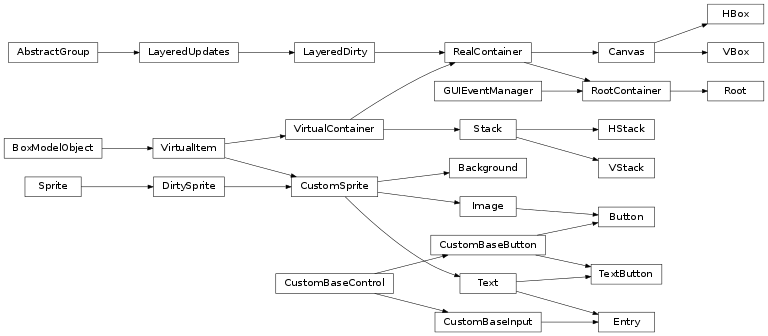 HBox
AbstractGroup
LayeredUpdates
LayeredDirty
RealContainer
Canvas
VBox
GUIEventManager
RootContainer
Root
VirtualContainer
Stack
HStack
BoxModelObject
VirtualItem
Background
VStack
Sprite
DirtySprite
CustomSprite
Image
Button
CustomBaseButton
TextButton
CustomBaseControl
Text
CustomBaseInput
Entry